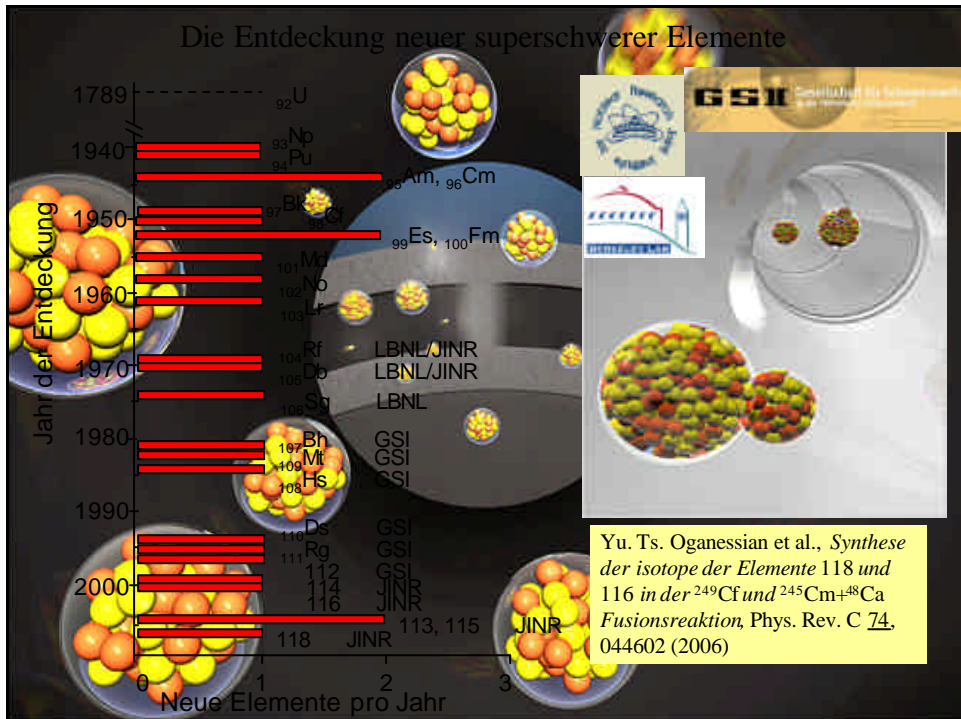 Die Entdeckung neuer superschwerer Elemente
GSI
Jahr der Entdeckung
1789
1940
1950
1960
1970
1980
1990
2000
₉₂U
₉₃Np
₉₄Pu
₉₅Am, ₉₆Cm
₉₇Bk
₉₈Cf
₉₉Es, ₁₀₀Fm
₁₀₁Md
₁₀₂No
₁₀₃Lr
₁₀₄Rf LBNL/JINR
₁₀₅Db LBNL/JINR
₁₀₆Sg LBNL
₁₀₇Bh GSI
₁₀₉Mt GSI
₁₀₈Hs GSI
₁₁₀Ds GSI
₁₁₁Rg GSI
112 GSI
114 JINR
116 JINR
113, 115 JINR
118 JINR
0 1 2 3
Neue Elemente pro Jahr
BERKELEY LAB
Yu. Ts. Oganessian et al., Synthese
der isotope der Elemente 118 und
116 in der ²⁴⁹Cf und ²⁴⁵Cm+⁴⁸Ca
Fusionsreaktion, Phys. Rev. C 74,
044602 (2006)